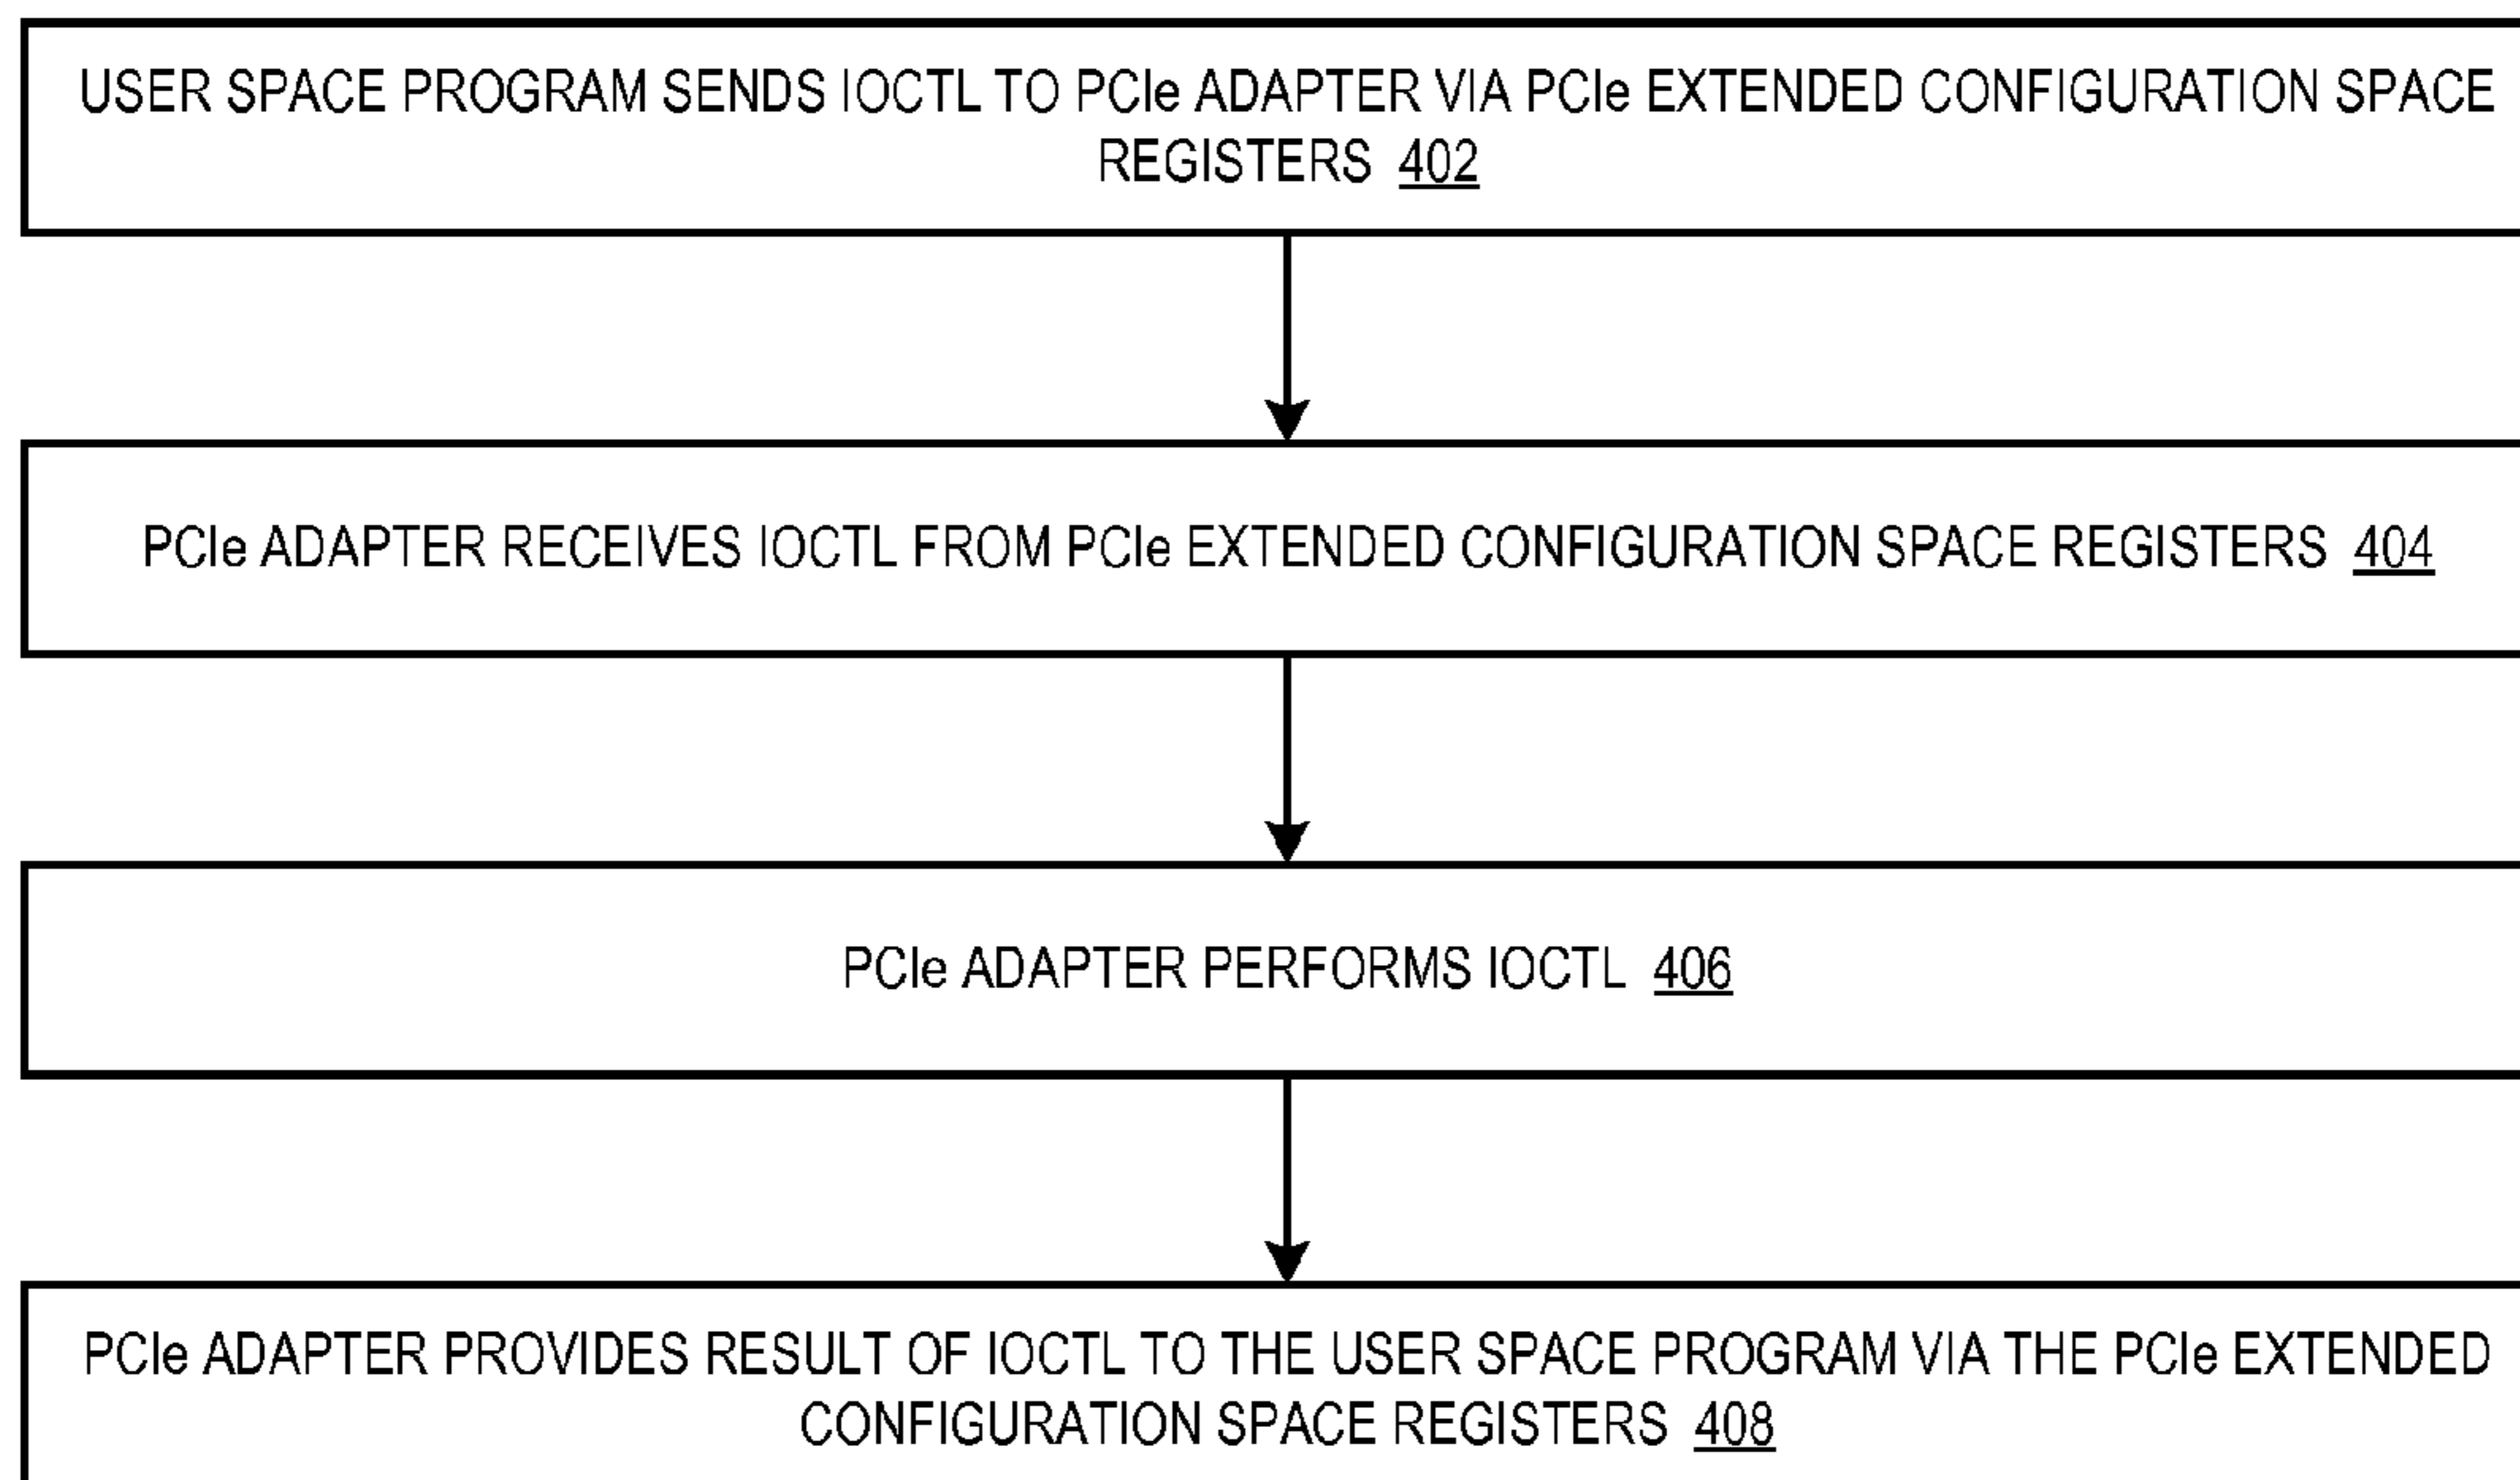 USER SPACE PROGRAM SENDS IOCTL TO PCIe ADAPTER VIA PCIe EXTENDED CONFIGURATION SPACE
REGISTERS 402
PCIe ADAPTER RECEIVES IOCTL FROM PCIe EXTENDED CONFIGURATION SPACE REGISTERS 404
PCIe ADAPTER PERFORMS IOCTL 406
PCIe ADAPTER PROVIDES RESULT OF IOCTL TO THE USER SPACE PROGRAM VIA THE PCIe EXTENDED
CONFIGURATION SPACE REGISTERS 408